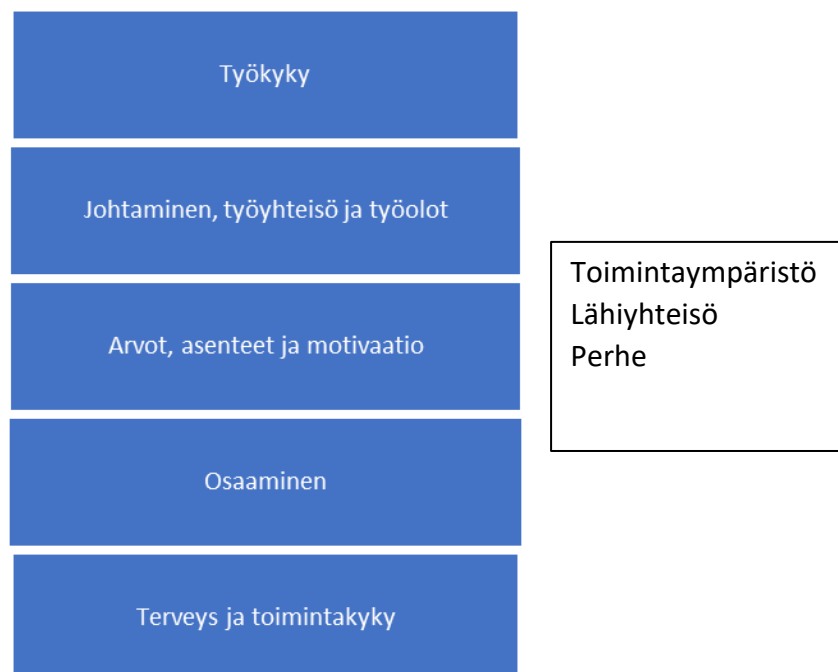 Työkyky
Johtaminen, työyhteisö ja työolot
Arvot, asenteet ja motivaatio
Osaaminen
Terveys ja toimintakyky
Toimintaympäristö
Lähiyhteisö
Perhe